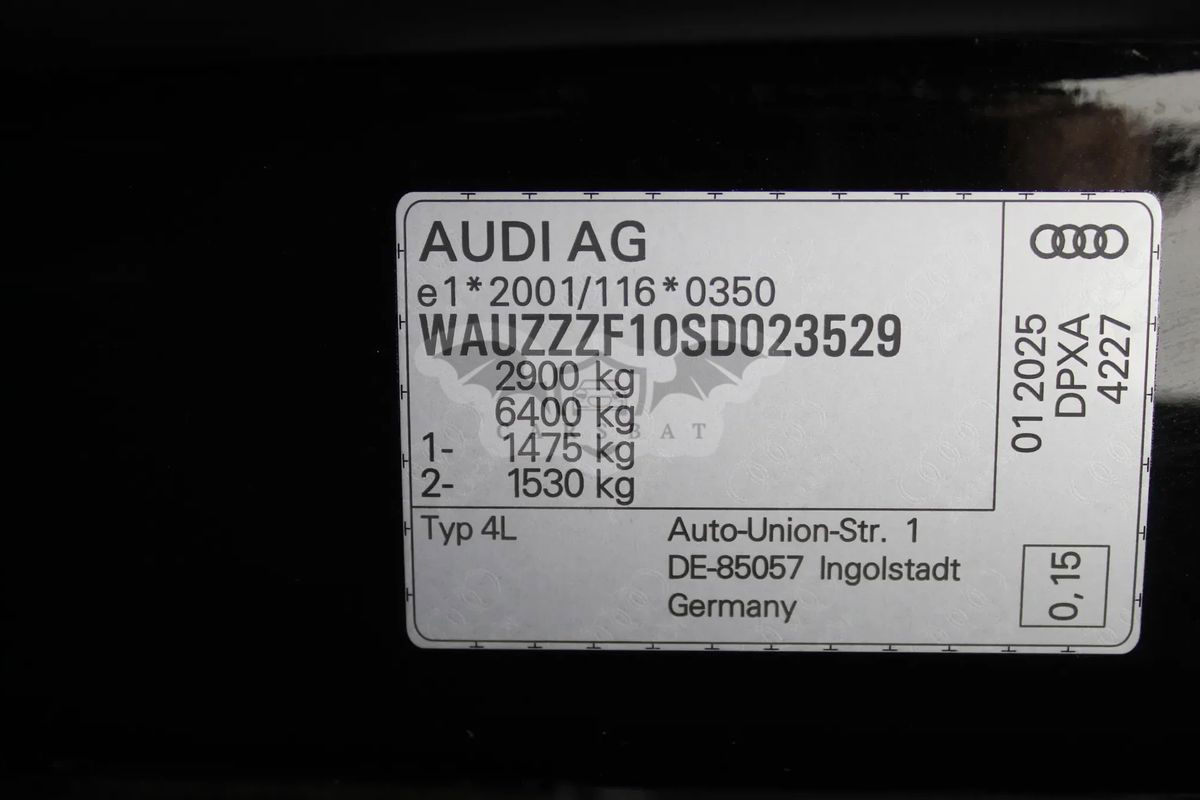 AUDI AG
e1*2001/116*0350
WAUZZZF10SD023529
2900 kg
6400 kg
1- 1475 kg
2- 1530 kg
Typ 4L
Auto-Union-Str. 1
DE-85057 Ingolstadt
Germany
01 2025
DPXA
4227
0,15
CARSBAT